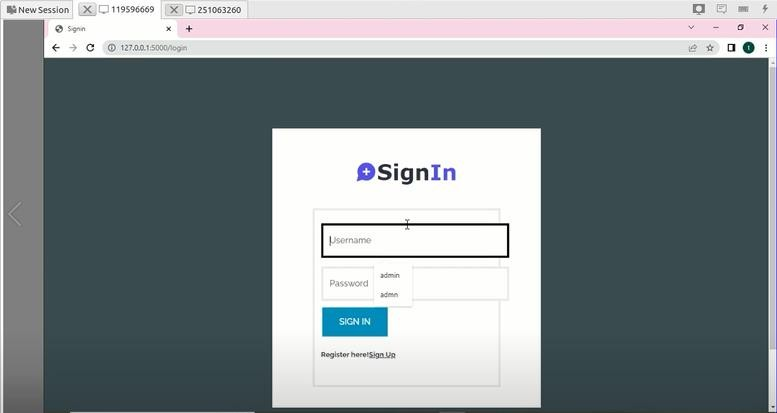 New Session
119596669
251063260
Signin
127.0.0.1:5000/login
t
SignIn
Username
Password
admin
admn
SIGN IN
Register here!Sign Up